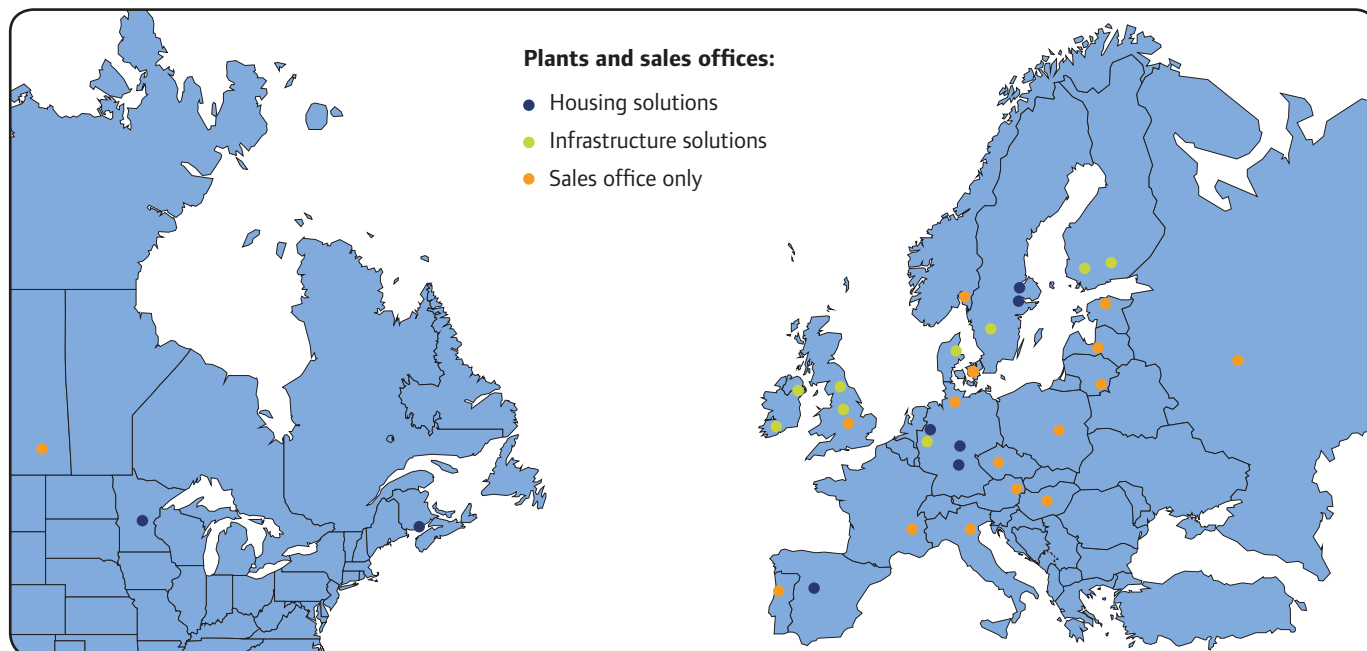 Plants and sales offices:
Housing solutions
Infrastructure solutions
Sales office only